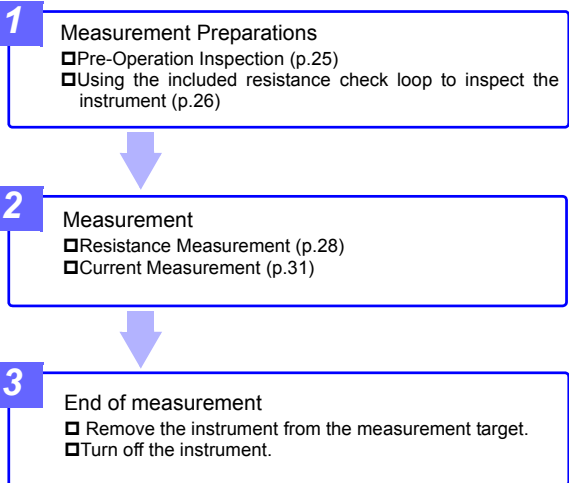 1
Measurement Preparations
Pre-Operation Inspection (p.25)
Using the included resistance check loop to inspect the
instrument (p.26)
2
Measurement
Resistance Measurement (p.28)
Current Measurement (p.31)
3
End of measurement
Remove the instrument from the measurement target.
Turn off the instrument.